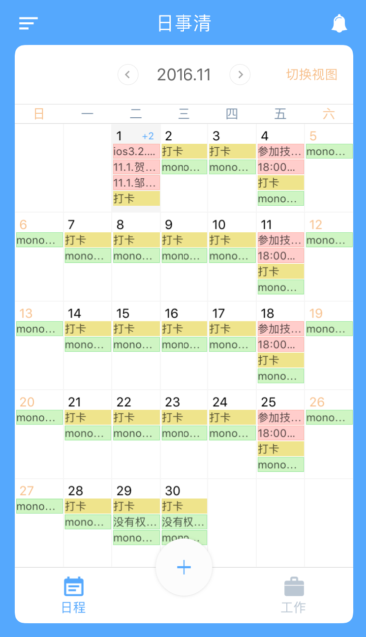 日事清
2016.11
切换视图
日 一 二 三 四 五 六
1 +2 2 3 4 5
ios3.2.… 打卡 打卡 参加技… mono…
11.1.贺… mono… mono… 18:00…
11.1.邹… 打卡
打卡 mono…
6 7 8 9 10 11 12
mono… 打卡 打卡 打卡 打卡 参加技… mono…
mono… mono… mono… mono… 18:00…
打卡
mono…
13 14 15 16 17 18 19
mono… 打卡 打卡 打卡 打卡 参加技… mono…
mono… mono… mono… mono… 18:00…
打卡
mono…
20 21 22 23 24 25 26
mono… 打卡 打卡 打卡 打卡 参加技… mono…
mono… mono… mono… mono… 18:00…
打卡
mono…
27 28 29 30
mono… 打卡 打卡 打卡
mono… 没有权… 没有权…
mono… mono…
日程 工作